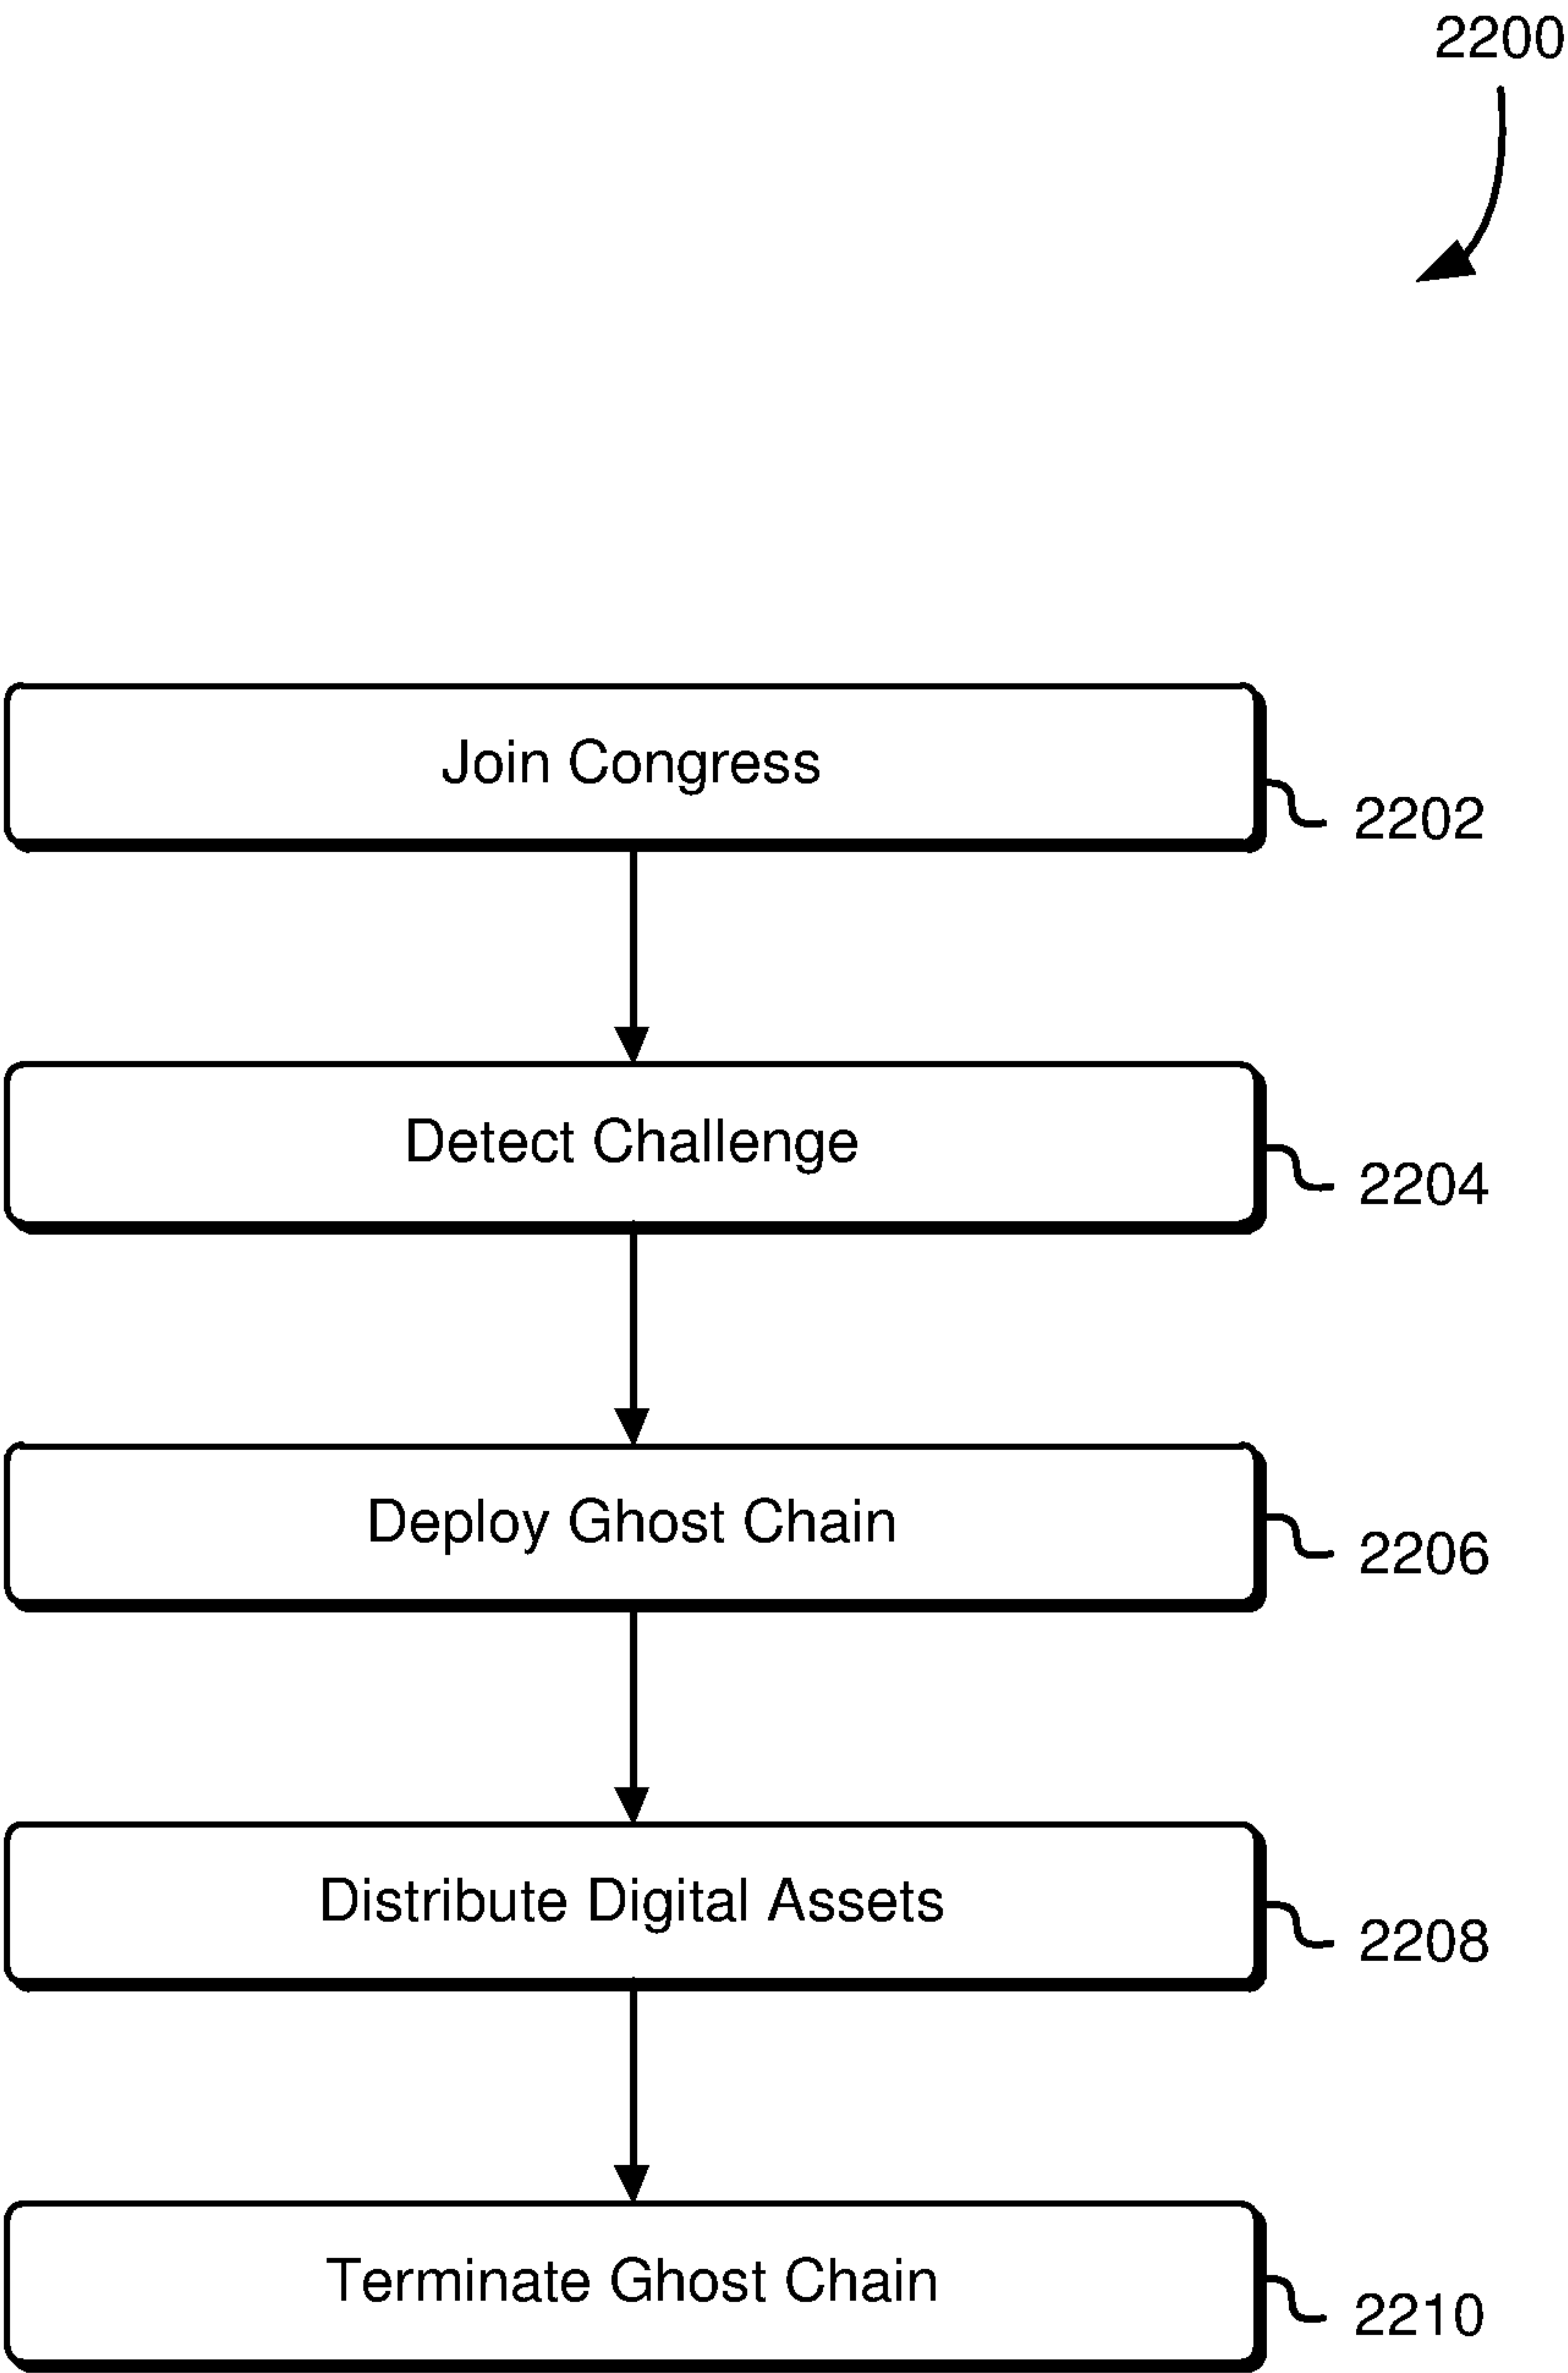 2200
Join Congress
2202
Detect Challenge
2204
Deploy Ghost Chain
2206
Distribute Digital Assets
2208
Terminate Ghost Chain
2210